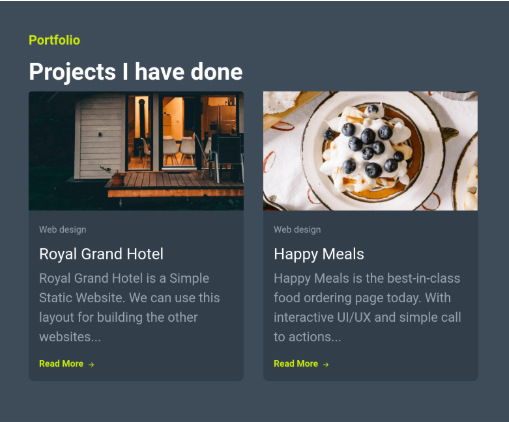 Portfolio
Projects I have done
Web design
Royal Grand Hotel
Royal Grand Hotel is a Simple
Static Website. We can use this
layout for building the other
websites...
Read More →
Web design
Happy Meals
Happy Meals is the best-in-class
food ordering page today. With
interactive UI/UX and simple call
to actions...
Read More →